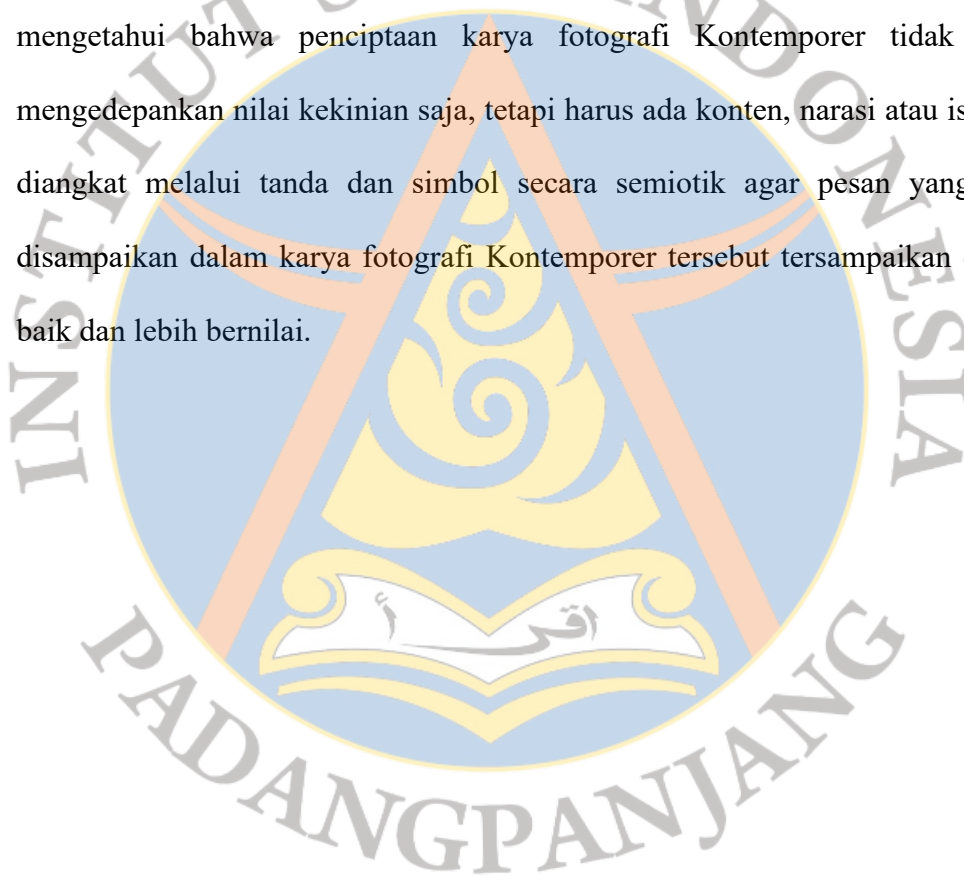 mengetahui bahwa penciptaan karya fotografi Kontemporer tidak
mengedepankan nilai kekinian saja, tetapi harus ada konten, narasi atau
diangkat melalui tanda dan simbol secara semiotik agar pesan yang
disampaikan dalam karya fotografi Kontemporer tersebut tersampaikan
baik dan lebih bernilai.
INSTITUT S INDONESIA
اقرأ
PADANGPANJANG